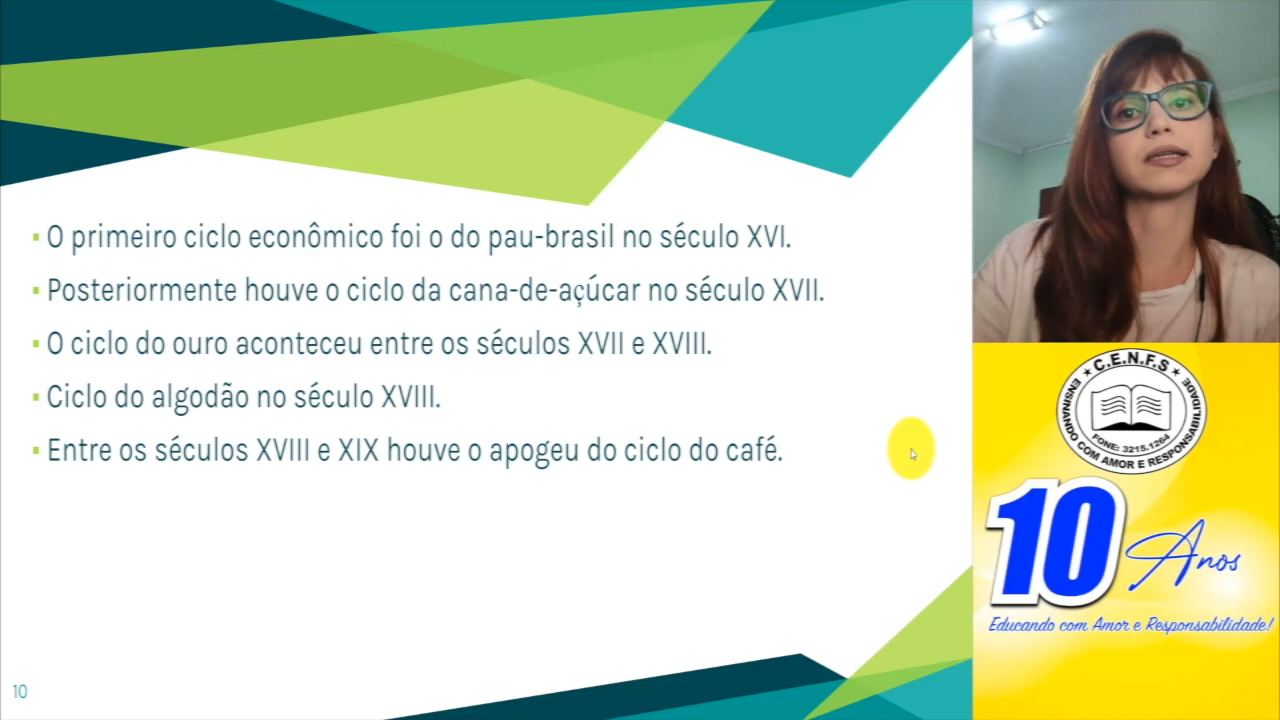 ▪ O primeiro ciclo econômico foi o do pau-brasil no século XVI.
▪ Posteriormente houve o ciclo da cana-de-açúcar no século XVII.
▪ O ciclo do ouro aconteceu entre os séculos XVII e XVIII.
▪ Ciclo do algodão no século XVIII.
▪ Entre os séculos XVIII e XIX houve o apogeu do ciclo do café.
10
★ C.E.N.F.S ★
ENSINANDO COM AMOR E RESPONSABILIDADE
FONE: 3215.1264
10 Anos
Educando com Amor e Responsabilidade!